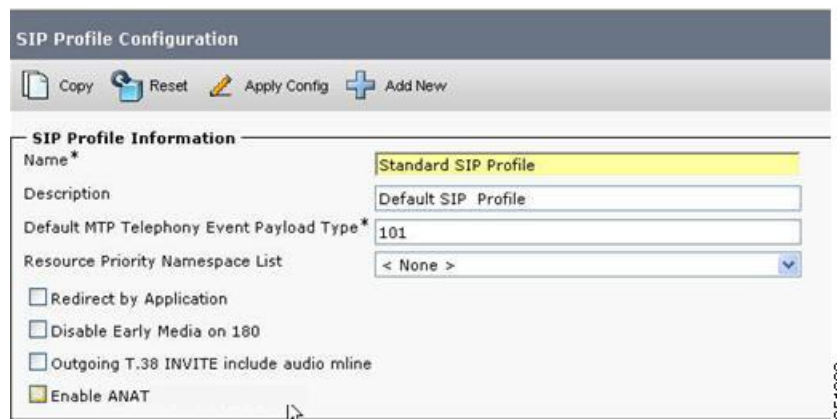 SIP Profile Configuration
Copy Reset Apply Config Add New
SIP Profile Information
Name* Standard SIP Profile
Description Default SIP Profile
Default MTP Telephony Event Payload Type* 101
Resource Priority Namespace List < None >
Redirect by Application
Disable Early Media on 180
Outgoing T.38 INVITE include audio mline
Enable ANAT